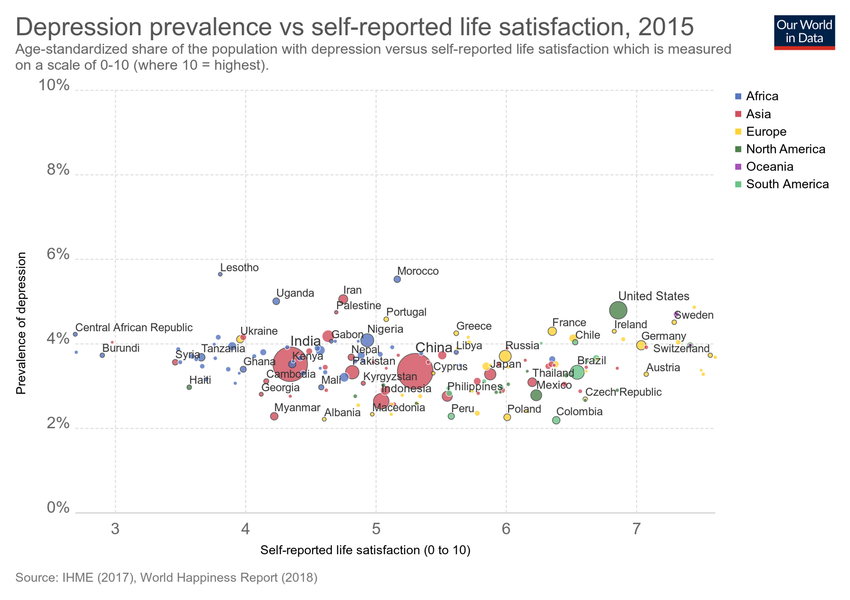 Depression prevalence vs self-reported life satisfaction, 2015
Our World
in Data
Age-standardized share of the population with depression versus self-reported life satisfaction which is measured
on a scale of 0-10 (where 10 = highest).
10%
8%
6%
4%
2%
0%
Prevalence of depression
Africa
Asia
Europe
North America
Oceania
South America
Lesotho
Morocco
Uganda
Iran
Palestine
Portugal
United States
Sweden
Central African Republic
Ukraine
Gabon
Nigeria
Greece
France
Ireland
Chile
Burundi
Syria
Tanzania
India
Kenya
Nepal
China
Libya
Russia
Germany
Switzerland
Ghana
Pakistan
Cyprus
Japan
Brazil
Austria
Haiti
Cambodia
Mali
Kyrgyzstan
Thailand
Georgia
Indonesia
Philippines
Mexico
Czech Republic
Myanmar
Albania
Macedonia
Peru
Poland
Colombia
3
4
5
6
7
Self-reported life satisfaction (0 to 10)
Source: IHME (2017), World Happiness Report (2018)